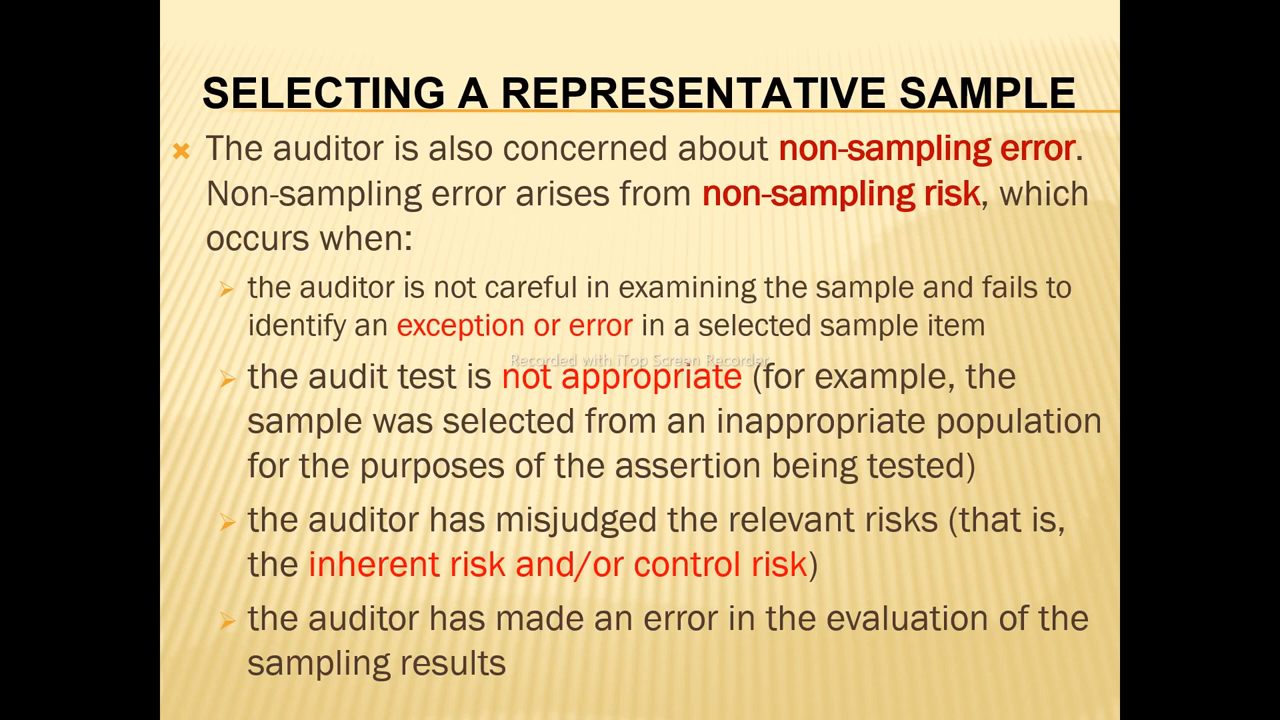 SELECTING A REPRESENTATIVE SAMPLE
The auditor is also concerned about non-sampling error.
Non-sampling error arises from non-sampling risk, which
occurs when:
the auditor is not careful in examining the sample and fails to
identify an exception or error in a selected sample item
Recorded with iTop Screen Recorder
the audit test is not appropriate (for example, the
sample was selected from an inappropriate population
for the purposes of the assertion being tested)
the auditor has misjudged the relevant risks (that is,
the inherent risk and/or control risk)
the auditor has made an error in the evaluation of the
sampling results